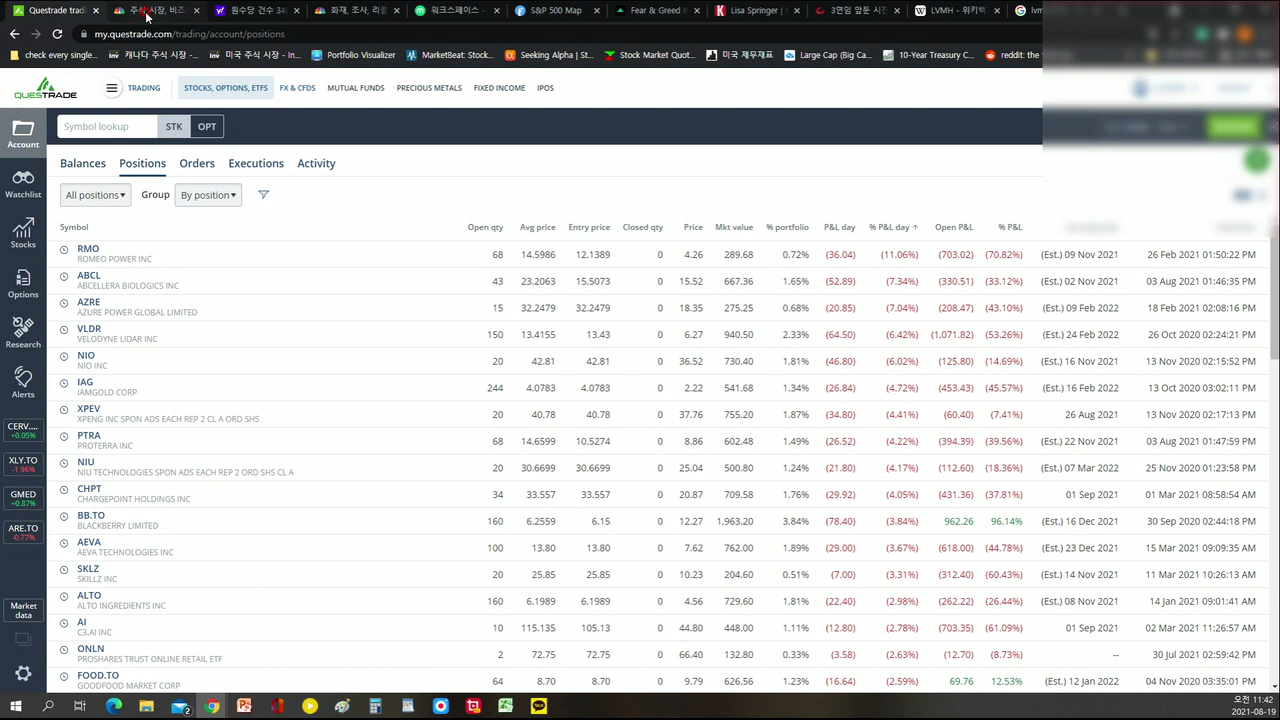 Questrade tradi
원수당 건수 34
화재, 조사, 리콜
워크스페이스 -
S&P 500 Map
Fear & Greed I
Lisa Springer |
LVMH - 위키백
my.questrade.com/trading/account/positions
check every single...
캐나다 주식 시장 -...
미국 주식 시장 - In...
Portfolio Visualizer
MarketBeat: Stock...
Seeking Alpha | St...
Stock Market Quot...
미국 재무제표
Large Cap (Big Ca...
10-Year Treasury C...
reddit: the
QUESTRADE
TRADING
STOCKS, OPTIONS, ETFS
FX & CFDS
MUTUAL FUNDS
PRECIOUS METALS
FIXED INCOME
IPOS
Symbol lookup STK OPT
Account
Watchlist
Stocks
Options
Research
Alerts
CERV....
+0.05%
XLY.TO
-1.96%
GMED
+0.87%
ARE.TO
-0.77%
Market
data
Balances Positions Orders Executions Activity
All positions Group By position
Symbol Open qty Avg price Entry price Closed qty Price Mkt value % portfolio P&L day % P&L day Open P&L % P&L
RMO 68 14.5986 12.1389 0 4.26 289.68 0.72% (36.04) (11.06%) (703.02) (70.82%) (Est.) 09 Nov 2021 26 Feb 2021 01:50:22 PM
ROMEO POWER INC
ABCL 43 23.2063 15.5073 0 15.52 667.36 1.65% (52.89) (7.34%) (330.51) (33.12%) (Est.) 02 Nov 2021 03 Aug 2021 01:46:35 PM
ABCELLERA BIOLOGICS INC
AZRE 15 32.2479 32.2479 0 18.35 275.25 0.68% (20.85) (7.04%) (208.47) (43.10%) (Est.) 09 Feb 2022 18 Feb 2021 02:08:16 PM
AZURE POWER GLOBAL LIMITED
VLDR 150 13.4155 13.43 0 6.27 940.50 2.33% (64.50) (6.42%) (1,071.82) (53.26%) (Est.) 24 Feb 2022 26 Oct 2020 02:24:21 PM
VELODYNE LIDAR INC
NIO 20 42.81 42.81 0 36.52 730.40 1.81% (46.80) (6.02%) (125.80) (14.69%) (Est.) 16 Nov 2021 13 Nov 2020 02:15:52 PM
NIO INC
IAG 244 4.0783 4.0783 0 2.22 541.68 1.34% (26.84) (4.72%) (453.43) (45.57%) (Est.) 16 Feb 2022 13 Oct 2020 03:02:11 PM
IAMGOLD CORP
XPEV 20 40.78 40.78 0 37.76 755.20 1.87% (34.80) (4.41%) (60.40) (7.41%) 26 Aug 2021 13 Nov 2020 02:17:13 PM
XPENG INC SPON ADS EACH REP 2 CL A ORD SHS
PTRA 68 14.6599 10.5274 0 8.86 602.48 1.49% (26.52) (4.22%) (394.39) (39.56%) (Est.) 22 Nov 2021 03 Aug 2021 01:47:59 PM
PROTERRA INC
NIU 20 30.6699 30.6699 0 25.04 500.80 1.24% (21.80) (4.17%) (112.60) (18.36%) (Est.) 07 Mar 2022 25 Nov 2020 01:23:58 PM
NIU TECHNOLOGIES SPON ADS EACH REP 2 ORD SHS CL A
CHPT 34 33.557 33.557 0 20.87 709.58 1.76% (29.92) (4.05%) (431.36) (37.81%) 01 Sep 2021 01 Mar 2021 08:58:54 AM
CHARGEPOINT HOLDINGS INC
BB.TO 160 6.2559 6.15 0 12.27 1,963.20 3.84% (78.40) (3.84%) 962.26 96.14% (Est.) 16 Dec 2021 30 Sep 2020 02:44:18 PM
BLACKBERRY LIMITED
AEVA 100 13.80 13.80 0 7.62 762.00 1.89% (29.00) (3.67%) (618.00) (44.78%) (Est.) 23 Dec 2021 15 Mar 2021 09:09:35 AM
AEVA TECHNOLOGIES INC
SKLZ 20 25.85 25.85 0 10.23 204.60 0.51% (7.00) (3.31%) (312.40) (60.43%) (Est.) 14 Nov 2021 11 Mar 2021 10:26:13 AM
SKILLZ INC
ALTO 160 6.1989 6.1989 0 4.56 729.60 1.81% (22.40) (2.98%) (262.22) (26.44%) (Est.) 08 Nov 2021 14 Jan 2021 09:01:41 AM
ALTO INGREDIENTS INC
AI 10 115.135 105.13 0 44.80 448.00 1.11% (12.80) (2.78%) (703.35) (61.09%) 01 Sep 2021 02 Mar 2021 11:26:57 AM
C3.AI INC
ONLN 2 72.75 72.75 0 66.40 132.80 0.33% (3.58) (2.63%) (12.70) (8.73%) -- 30 Jul 2021 02:59:42 PM
PROSHARES TRUST ONLINE RETAIL ETF
FOOD.TO 64 8.70 8.70 0 9.79 626.56 1.23% (16.64) (2.59%) 69.76 12.53% (Est.) 12 Jan 2022 04 Nov 2020 03:35:01 PM
GOODFOOD MARKET CORP
오전 11:42
2021-08-19